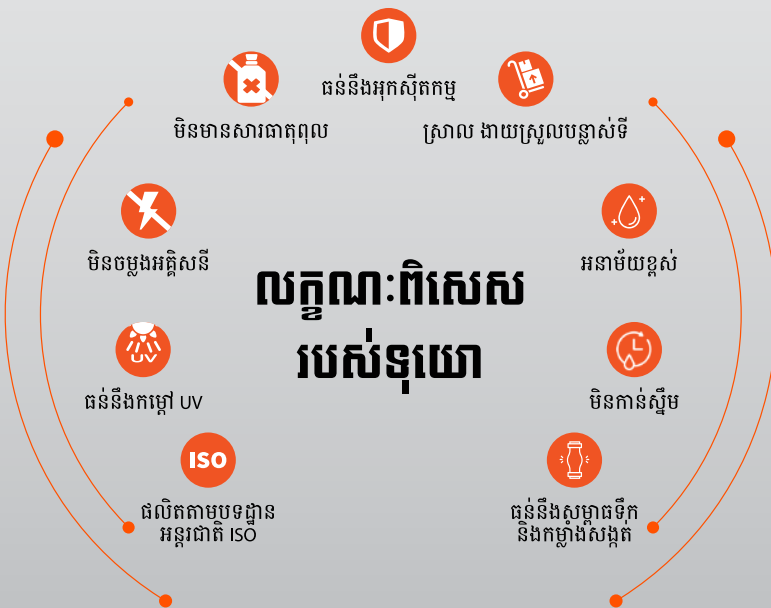 ធន់នឹងអុកស៊ីតកម្ម
មិនមានសារធាតុពុល
ស្រាល ងាយស្រួលបន្លាស់ទី
មិនចម្លងអគ្គិសនី
អនាម័យខ្ពស់
លក្ខណៈពិសេស
របស់ទុយោ
UV
ធន់នឹងកម្តៅ UV
មិនកាន់ស្នឹម
ISO
ផលិតតាមបទដ្ឋាន
អន្តរជាតិ ISO
ធន់នឹងសម្ពាធទឹក
និងកម្លាំងសង្កត់